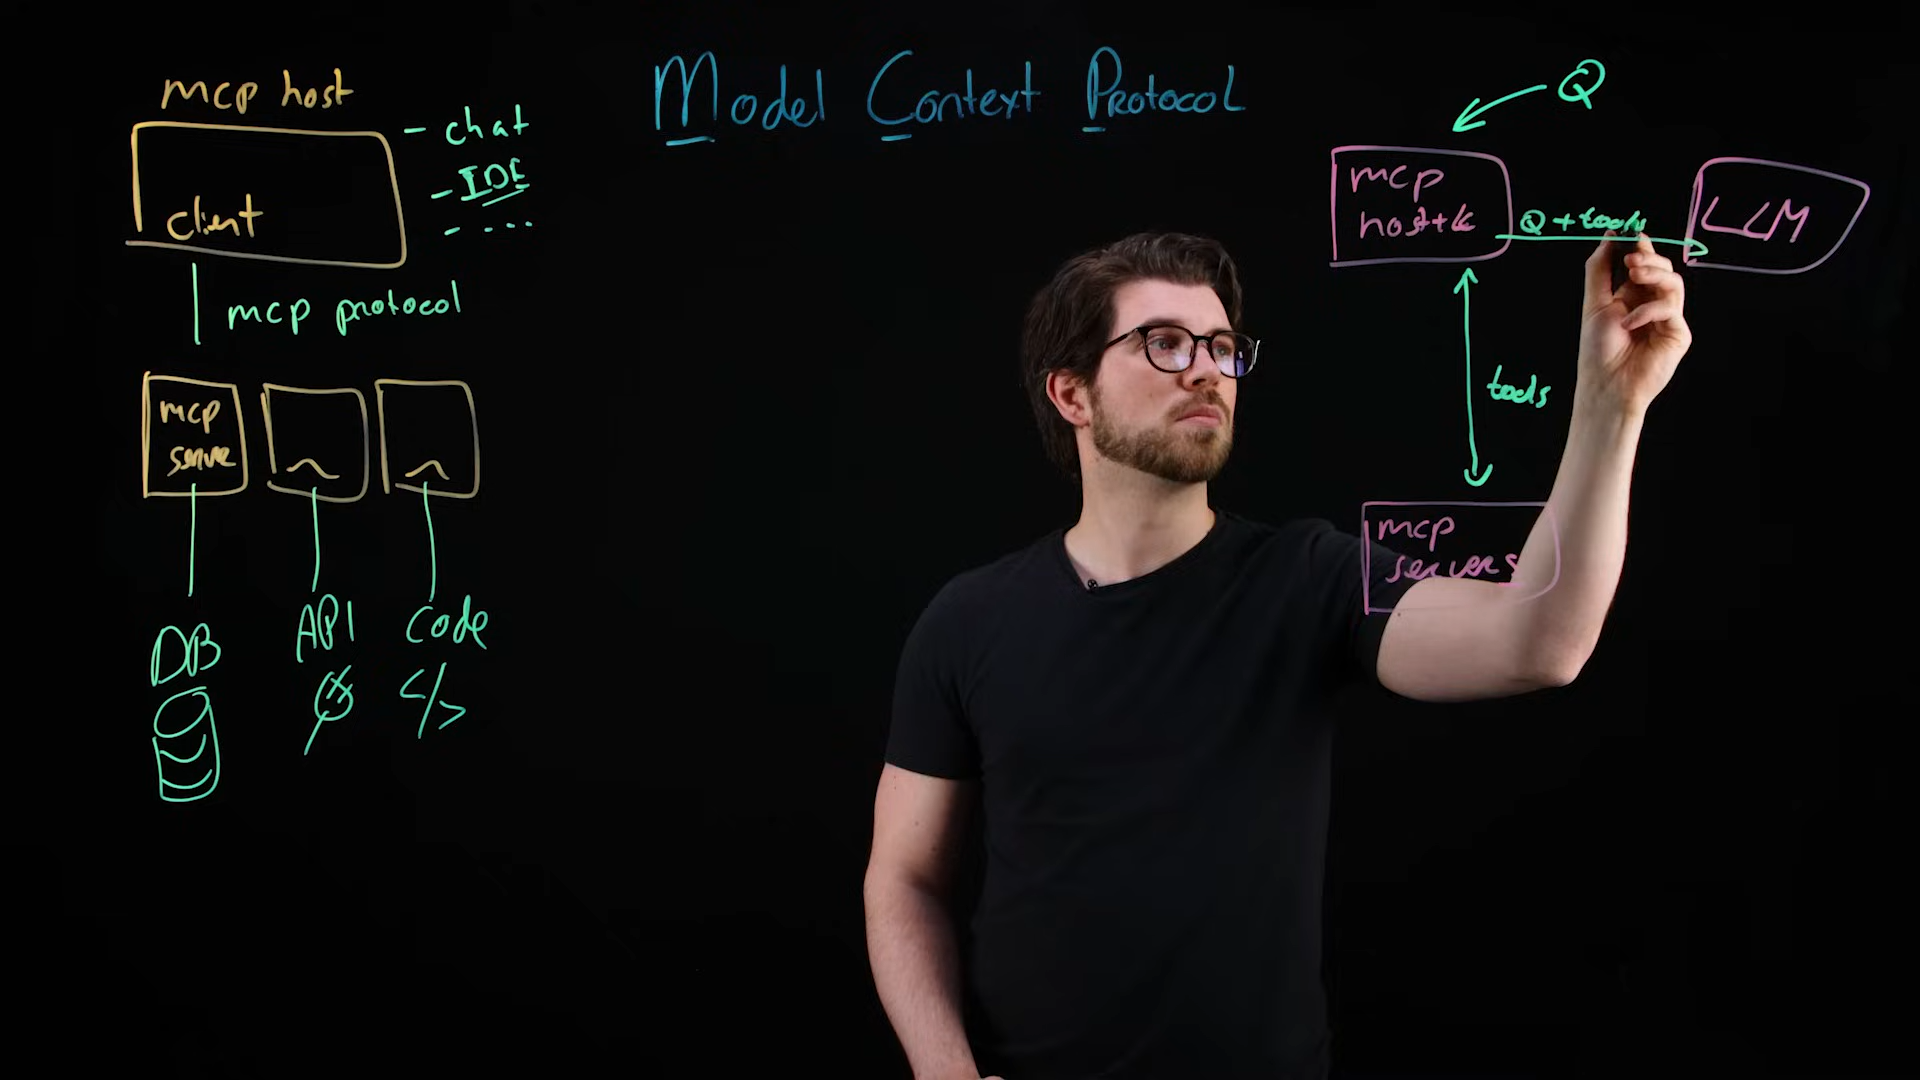 Model Context Protocol
mcp host
client
- chat
- IDE
- ....
mcp protocol
mcp
serve
DB
API
Code
</>
Q
mcp
host+
Q + tools
LLM
tools
mcp
servers